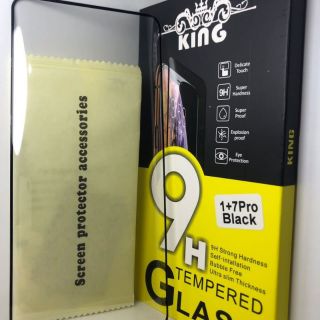 KING
Delicate
Touch
9H
Super
Hardness
Super
Proof
Explosion
proof
Eye
Protection
KING
1+7Pro
Black
9H
9H Strong Hardness
Self-installation
Bubble Free
Ultra slim Thickness
TEMPERED
Screen protector accessories